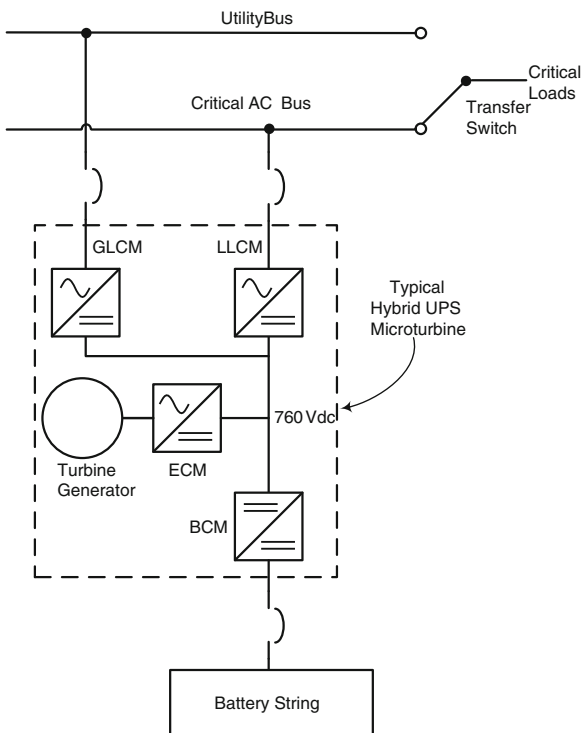 UtilityBus
Critical AC Bus
Critical
Loads
Transfer
Switch
GLCM
LLCM
Typical
Hybrid UPS
Microturbine
760 Vdc
Turbine
Generator
ECM
BCM
Battery String